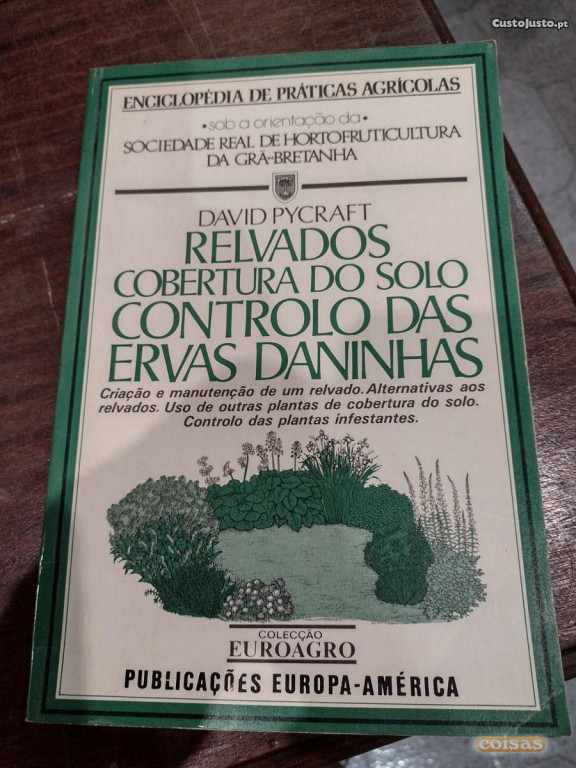 CustoJusto.pt
ENCICLOPÉDIA DE PRÁTICAS AGRÍCOLAS
•sob a orientação da•
SOCIEDADE REAL DE HORTOFRUTICULTURA
DA GRÃ-BRETANHA
DAVID PYCRAFT
RELVADOS
COBERTURA DO SOLO
CONTROLO DAS
ERVAS DANINHAS
Criação e manutenção de um relvado. Alternativas aos
relvados. Uso de outras plantas de cobertura do solo.
Controlo das plantas infestantes.
COLECÇÃO
EUROAGRO
PUBLICAÇÕES EUROPA-AMÉRICA
coisas